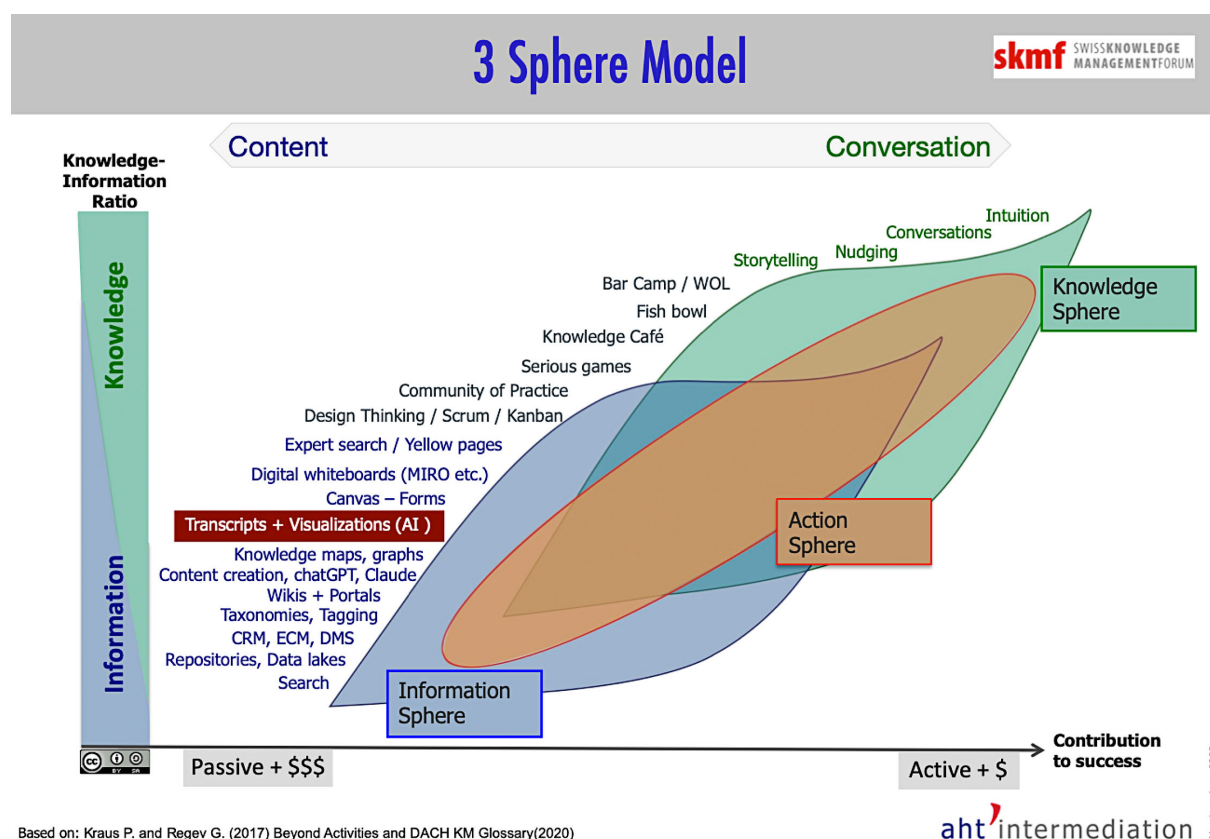 3 Sphere Model
skmf SWISSKNOWLEDGE
MANAGEMENTFORUM
Content
Conversation
Knowledge-
Information
Ratio
Knowledge
Information
Intuition
Conversations
Nudging
Storytelling
Bar Camp / WOL
Fish bowl
Knowledge Café
Serious games
Community of Practice
Design Thinking / Scrum / Kanban
Expert search / Yellow pages
Digital whiteboards (MIRO etc.)
Canvas – Forms
Transcripts + Visualizations (AI )
Knowledge maps, graphs
Content creation, chatGPT, Claude
Wikis + Portals
Taxonomies, Tagging
CRM, ECM, DMS
Repositories, Data lakes
Search
Knowledge
Sphere
Action
Sphere
Information
Sphere
cc
BY SA
Passive + $$$
Active + $
Contribution
to success
Based on: Kraus P. and Regev G. (2017) Beyond Activities and DACH KM Glossary(2020)
aht'intermediation